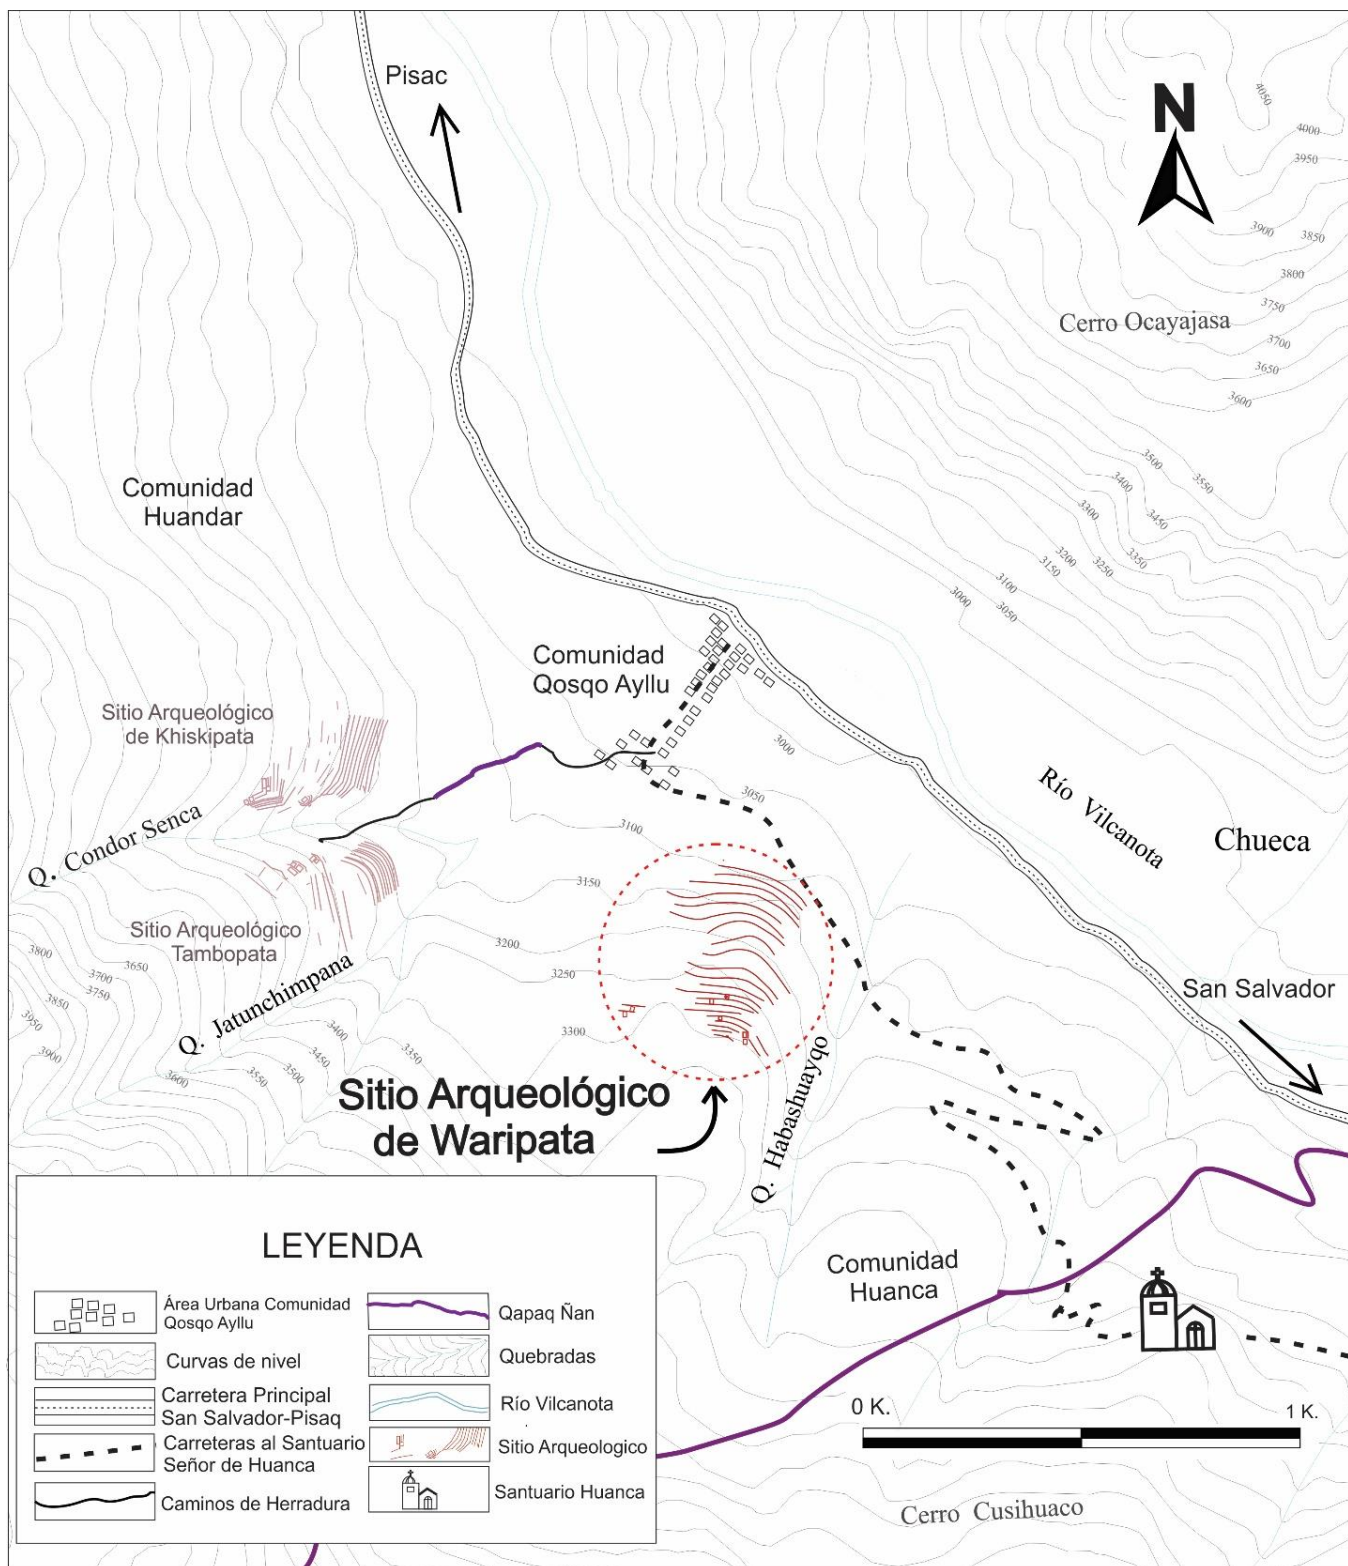 Pisac
N
4050
4000
3950
3900
3850
3800
3750
3700
3650
3600
Cerro Ocayajasa
3500
3550
3400
3450
3300
3350
3200
3250
3150
3100
3000
3050
Comunidad
Huandar
Comunidad
Qosqo Ayllu
Sitio Arqueológico
de Khiskipata
Q. Condor Senca
Sitio Arqueológico
Tambopata
Q. Jatunchimpana
3000
3050
3100
3150
3200
3250
3300
Río Vilcanota
Chueca
San Salvador
3800
3650
3700
3750
3850
3950
3900
3600
3550
3500
3450
3400
3350
Sitio Arqueológico
de Waripata
Q. Habashuayqo
Comunidad
Huanca
LEYENDA
Área Urbana Comunidad
Qosqo Ayllu
Curvas de nivel
Carretera Principal
San Salvador-Pisaq
Carreteras al Santuario
Señor de Huanca
Caminos de Herradura
Qapaq Ñan
Quebradas
Río Vilcanota
Sitio Arqueologico
Santuario Huanca
0 K.
1 K.
Cerro Cusihuaco